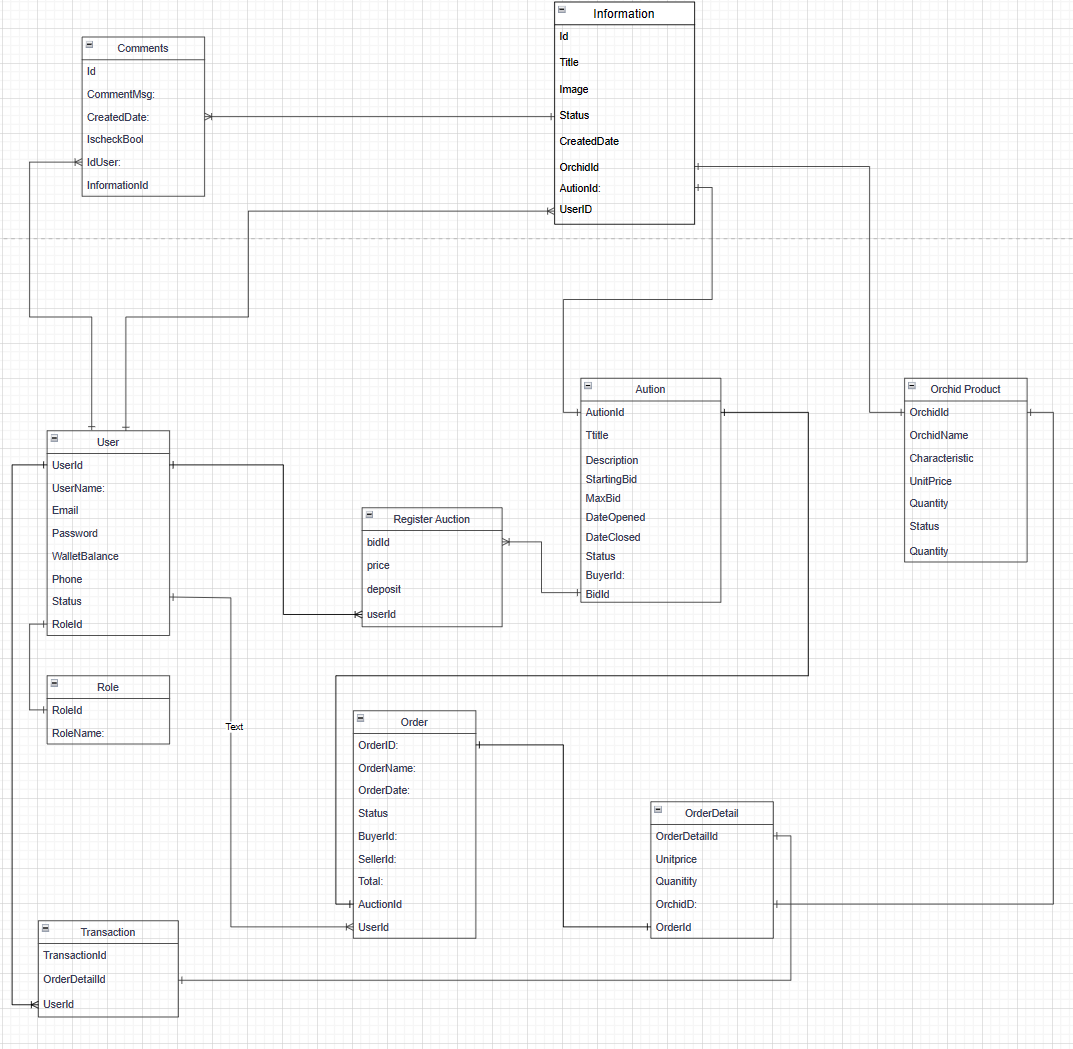 Information
Id
Title
Image
Status
CreatedDate
OrchidId
AutionId:
UserID
Comments
Id
CommentMsg:
CreatedDate:
IscheckBool
IdUser:
InformationId
Aution
AutionId
Ttitle
Description
StartingBid
MaxBid
DateOpened
DateClosed
Status
BuyerId:
BidId
Orchid Product
OrchidId
OrchidName
Characteristic
UnitPrice
Quantity
Status
Quantity
User
UserId
UserName:
Email
Password
WalletBalance
Phone
Status
RoleId
Register Auction
bidId
price
deposit
userId
Role
RoleId
RoleName:
Text
Order
OrderID:
OrderName:
OrderDate:
Status
BuyerId:
SellerId:
Total:
AuctionId
UserId
OrderDetail
OrderDetailId
Unitprice
Quanitity
OrchidD:
OrderId
Transaction
TransactionId
OrderDetailId
UserId